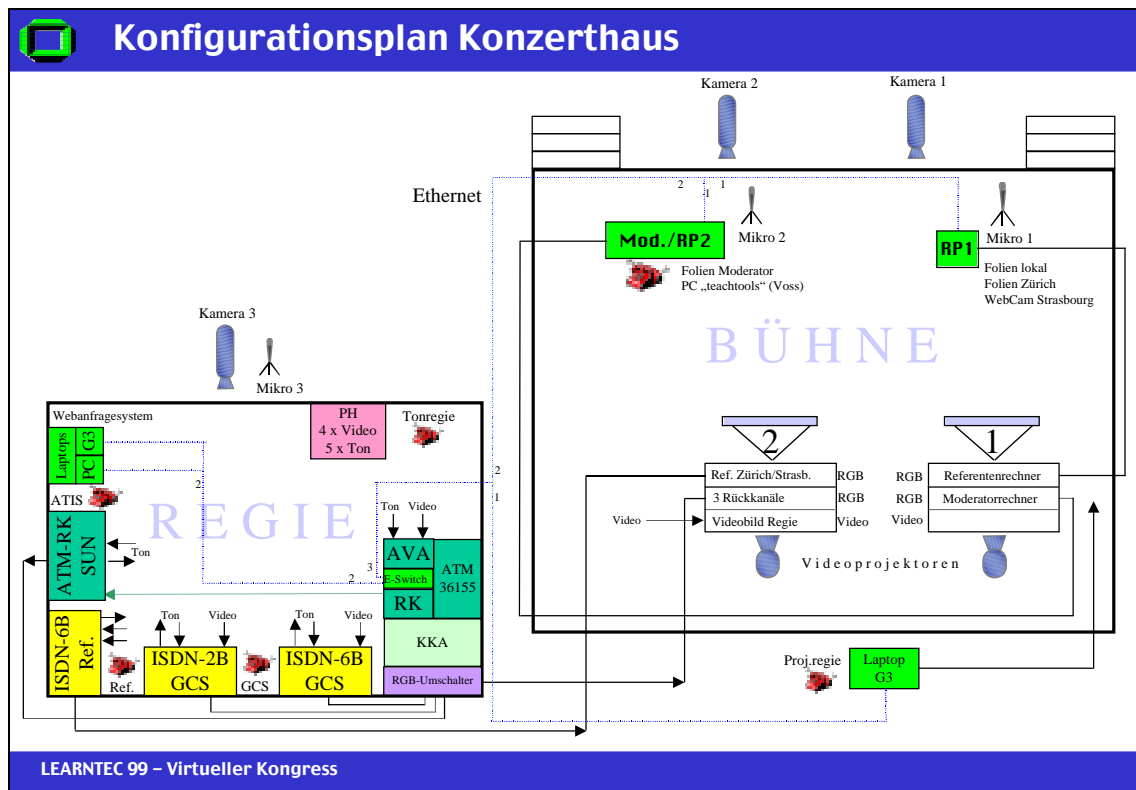 Konfigurationsplan Konzerthaus
Kamera 2
Kamera 1
Ethernet
2
1
1
Mod./RP2
Mikro 2
RP1
Mikro 1
Folien Moderator
PC „teachtools“ (Voss)
Folien lokal
Folien Zürich
WebCam Strasbourg
BÜHNE
Kamera 3
Mikro 3
Webanfragesystem
Laptops
G3
PC
PH
4 x Video
5 x Ton
Tonregie
2
2
1
ATIS
REGIE
ATM-RK
SUN
Ton
Ton
Video
3
2
AVA
E-Switch
RK
ATM
36155
KKA
RGB-Umschalter
ISDN-6B
Ref.
Ref.
Ton
Video
ISDN-2B
GCS
GCS
Ton
Video
ISDN-6B
GCS
2
Ref. Zürich/Strasb.
RGB
3 Rückkanäle
RGB
Video
Videobild Regie
Video
1
RGB
Referentenrechner
RGB
Moderatorrechner
Video
Videoprojektoren
Proj.regie
Laptop
G3
LEARNTEC 99 – Virtueller Kongress